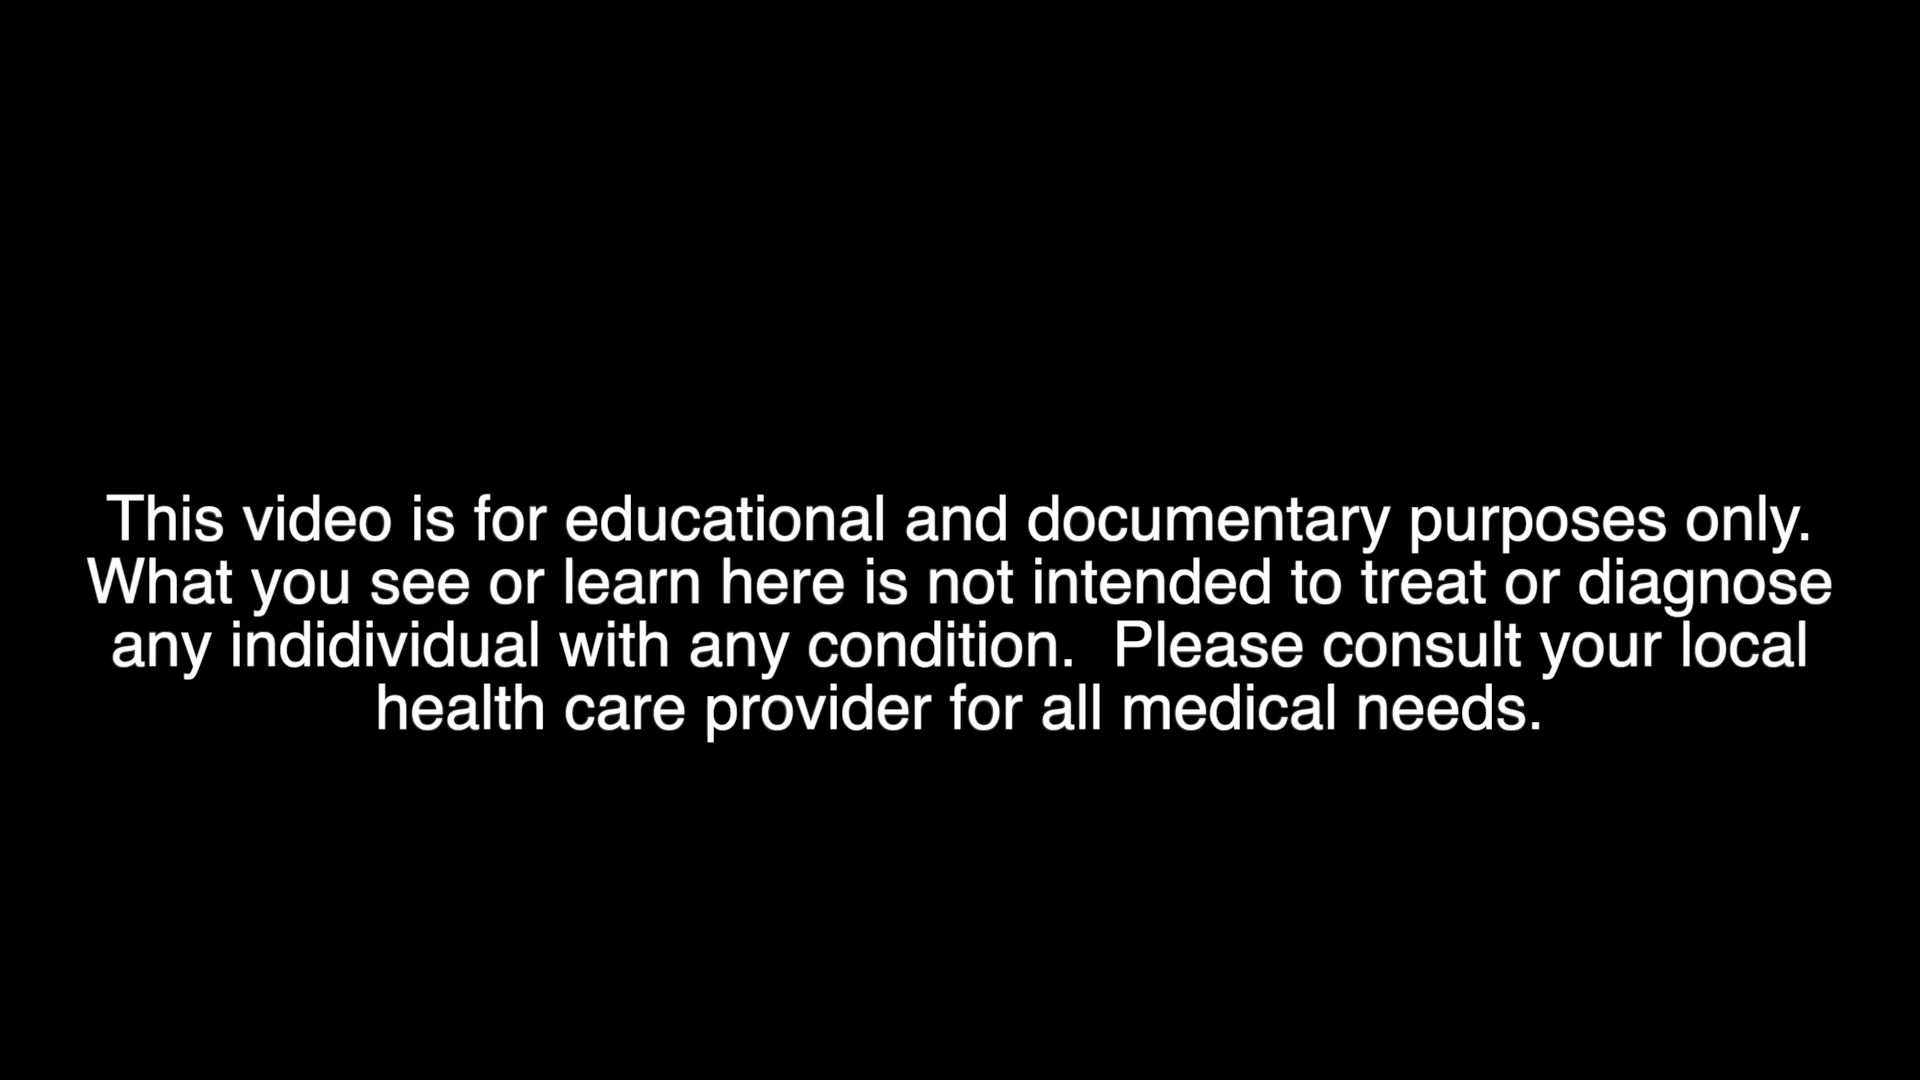 This video is for educational and documentary purposes only.
What you see or learn here is not intended to treat or diagnose
any indidividual with any condition.  Please consult your local
health care provider for all medical needs.